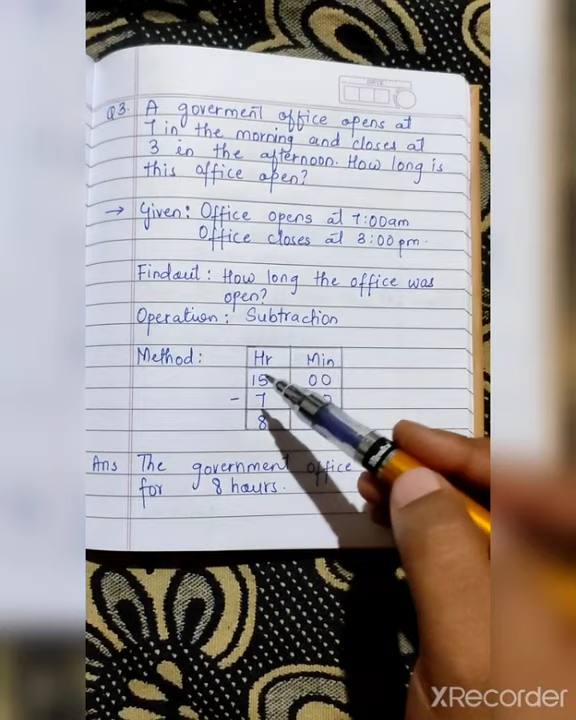 DATE
Q3. A goverment office opens at
7 in the morning and closes at
3 in the afternoon. How long is
this office open?
→ Given: Office opens at 7:00am
Office closes at 3:00pm.
Findout: How long the office was
open?
Operation: Subtraction
Method: Hr Min
15 00
- 7
8
Ans The government office
for 8 hours.
XRecorder